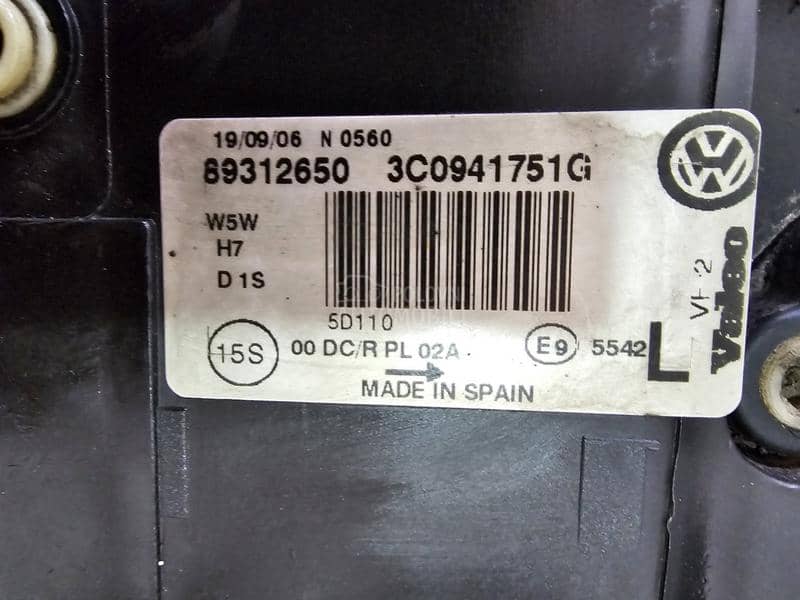 19/09/06 N 0560
89312650 3C0941751G
W5W
H7
D1S
5D110
15S 00 DC/R PL 02A E9 5542 L
MADE IN SPAIN
Valeo